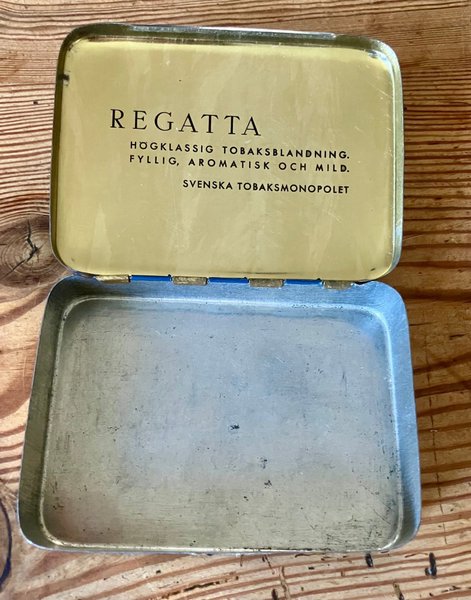 REGATTA
HÖGKLASSIG TOBAKSBLANDNING.
FYLLIG, AROMATISK OCH MILD.
SVENSKA TOBAKSMONOPOLET